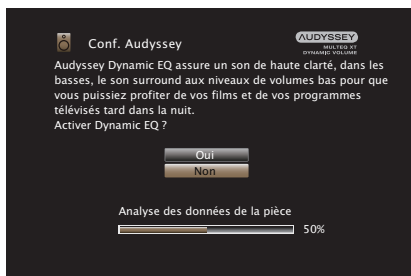 Conf. Audyssey
AUDYSSEY
MULTEQ XT
DYNAMIC VOLUME
Audyssey Dynamic EQ assure un son de haute clarté, dans les
basses, le son surround aux niveaux de volumes bas pour que
vous puissiez profiter de vos films et de vos programmes
télévisés tard dans la nuit.
Activer Dynamic EQ ?
Oui
Non
Analyse des données de la pièce
50%